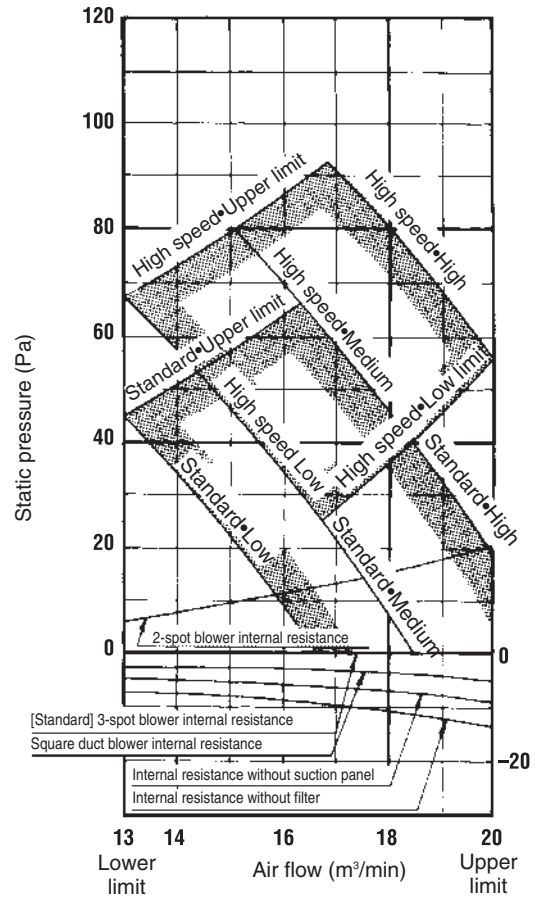 120
100
80
60
40
20
0
0
−20
Static pressure (Pa)
High speed•Upper limit
High speed•High
High speed•Medium
Standard•Upper limit
High speed Low
High speed•Low limit
Standard•Low
Standard•High
Standard•Medium
2-spot blower internal resistance
[Standard] 3-spot blower internal resistance
Square duct blower internal resistance
Internal resistance without suction panel
Internal resistance without filter
13 14 16 18 20
Lower
limit
Air flow (m³/min)
Upper
limit